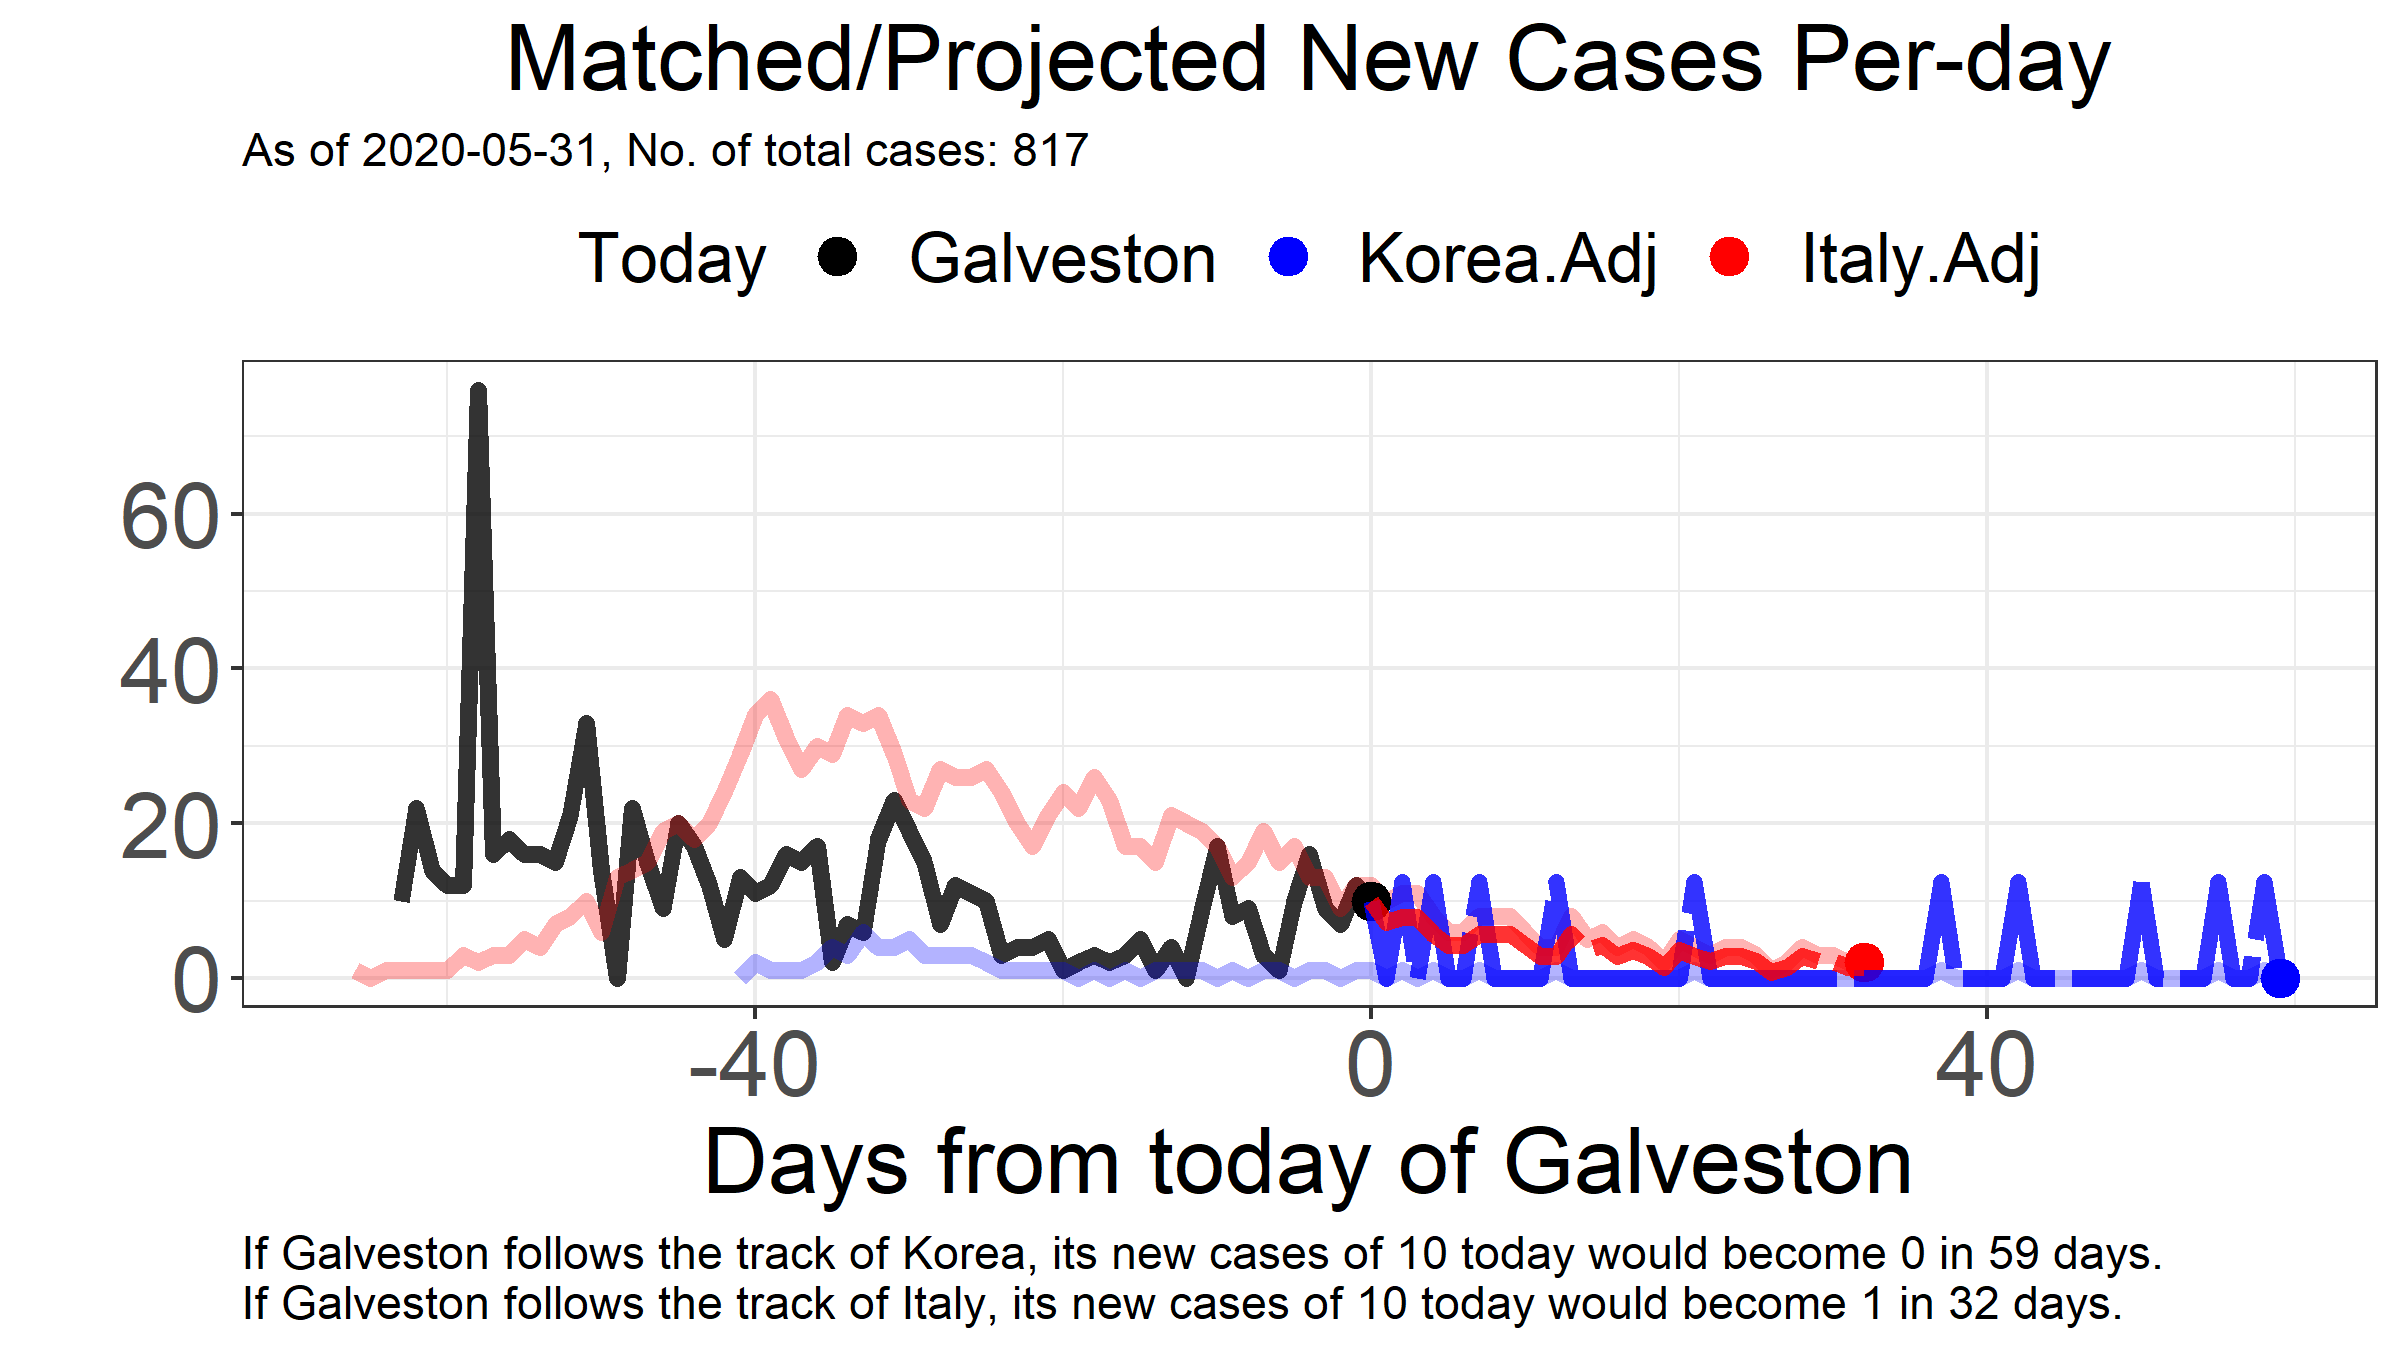 Matched/Projected New Cases Per-day
As of 2020-05-31, No. of total cases: 817
Today Galveston Korea.Adj Italy.Adj
60
40
20
0
-40 0 40
Days from today of Galveston
If Galveston follows the track of Korea, its new cases of 10 today would become 0 in 59 days.
If Galveston follows the track of Italy, its new cases of 10 today would become 1 in 32 days.